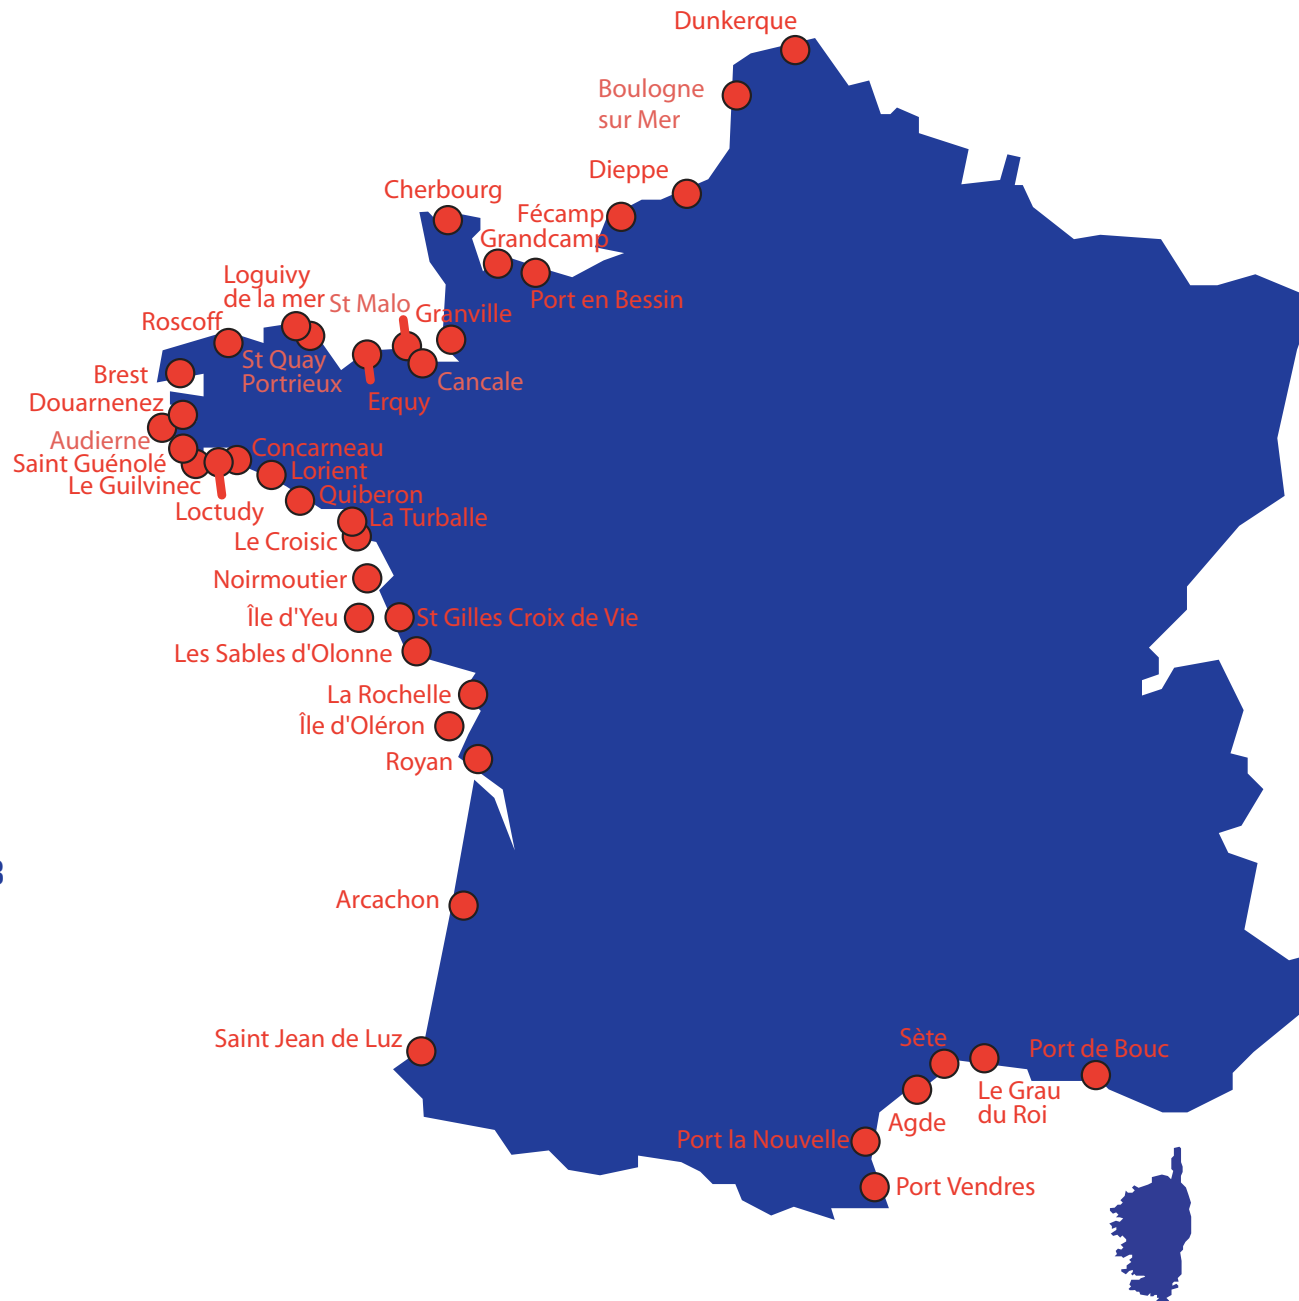 Dunkerque
Boulogne
sur Mer
Dieppe
Cherbourg
Fécamp
Grandcamp
Port en Bessin
Loguivy
de la mer
St Malo
Granville
Roscoff
St Quay
Portrieux
Brest
Cancale
Erquy
Douarnenez
Audierne
Concarneau
Saint Guénolé
Lorient
Le Guilvinec
Quiberon
Loctudy
La Turballe
Le Croisic
Noirmoutier
Île d'Yeu
St Gilles Croix de Vie
Les Sables d'Olonne
La Rochelle
Île d'Oléron
Royan
Arcachon
Saint Jean de Luz
Sète
Port de Bouc
Le Grau
du Roi
Agde
Port la Nouvelle
Port Vendres